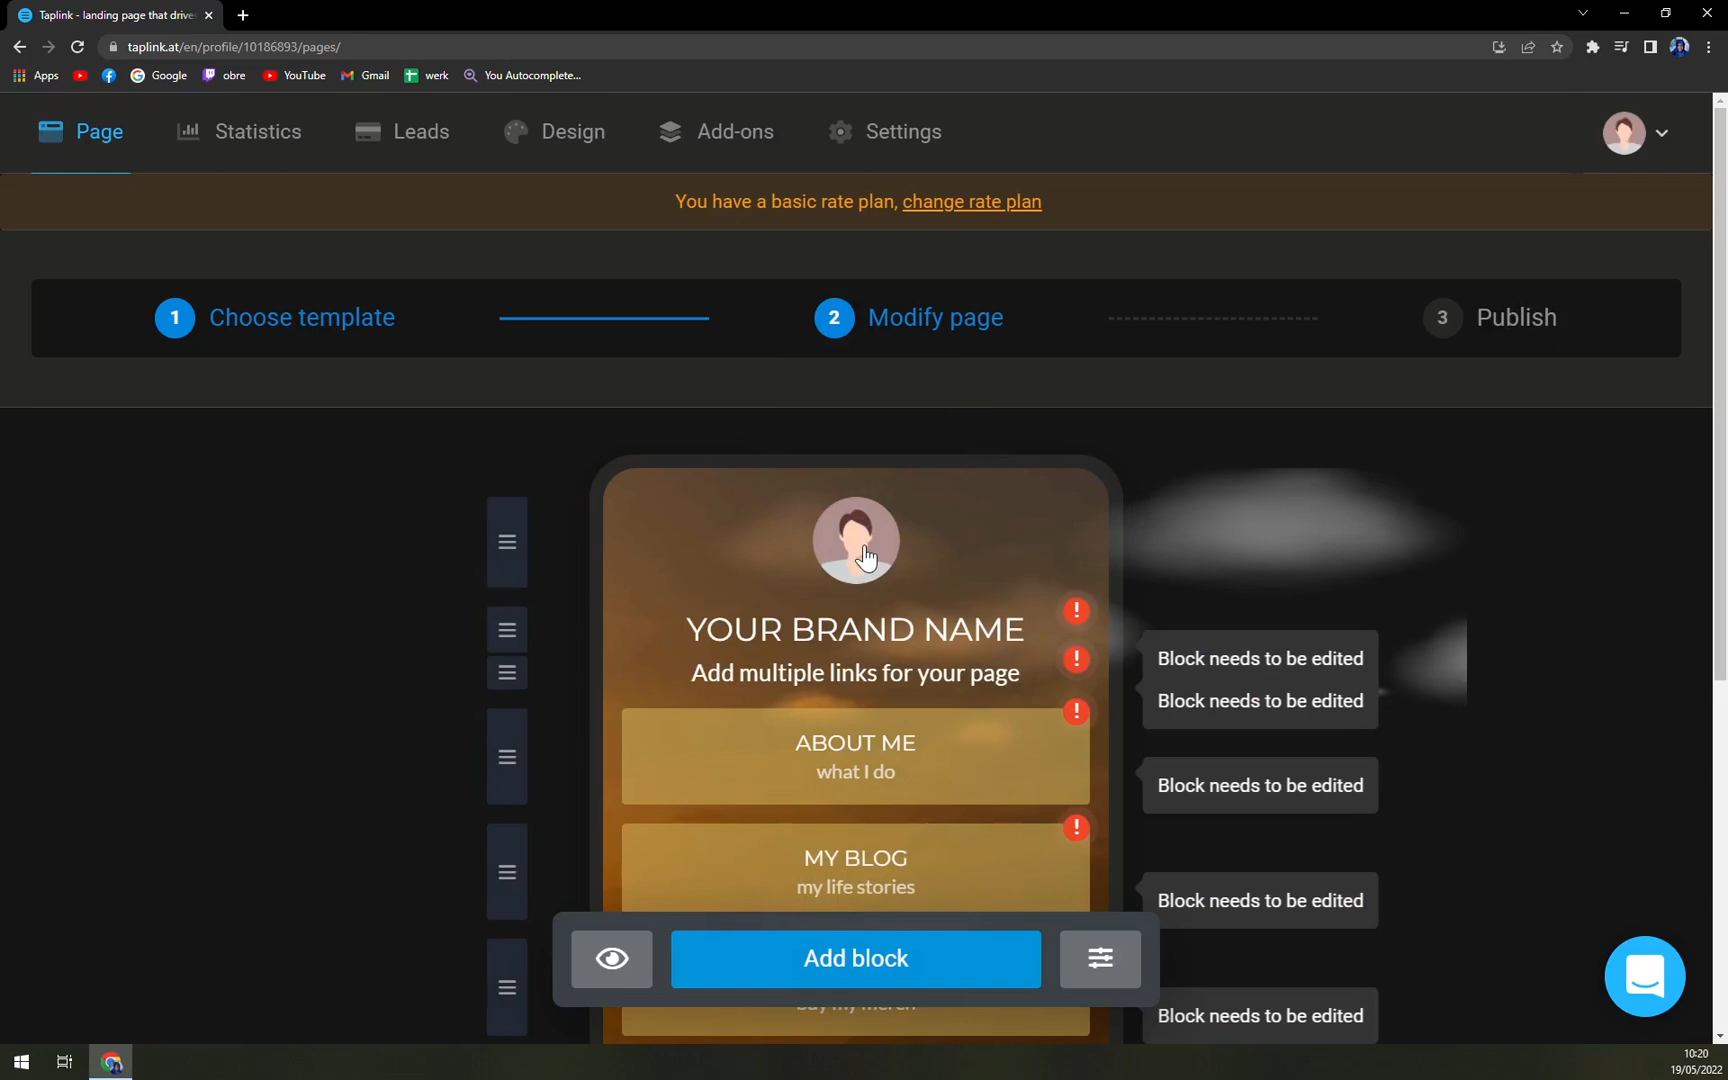 Taplink - landing page that drives
taplink.at/en/profile/10186893/pages/
Apps
Google
obre
YouTube
Gmail
werk
You Autocomplete...
Page
Statistics
Leads
Design
Add-ons
Settings
You have a basic rate plan, change rate plan
1 Choose template
2 Modify page
3 Publish
YOUR BRAND NAME
!
Block needs to be edited
Add multiple links for your page
!
Block needs to be edited
ABOUT ME
!
what I do
Block needs to be edited
MY BLOG
!
my life stories
Block needs to be edited
Add block
buy my merch
Block needs to be edited
10:20
19/05/2022